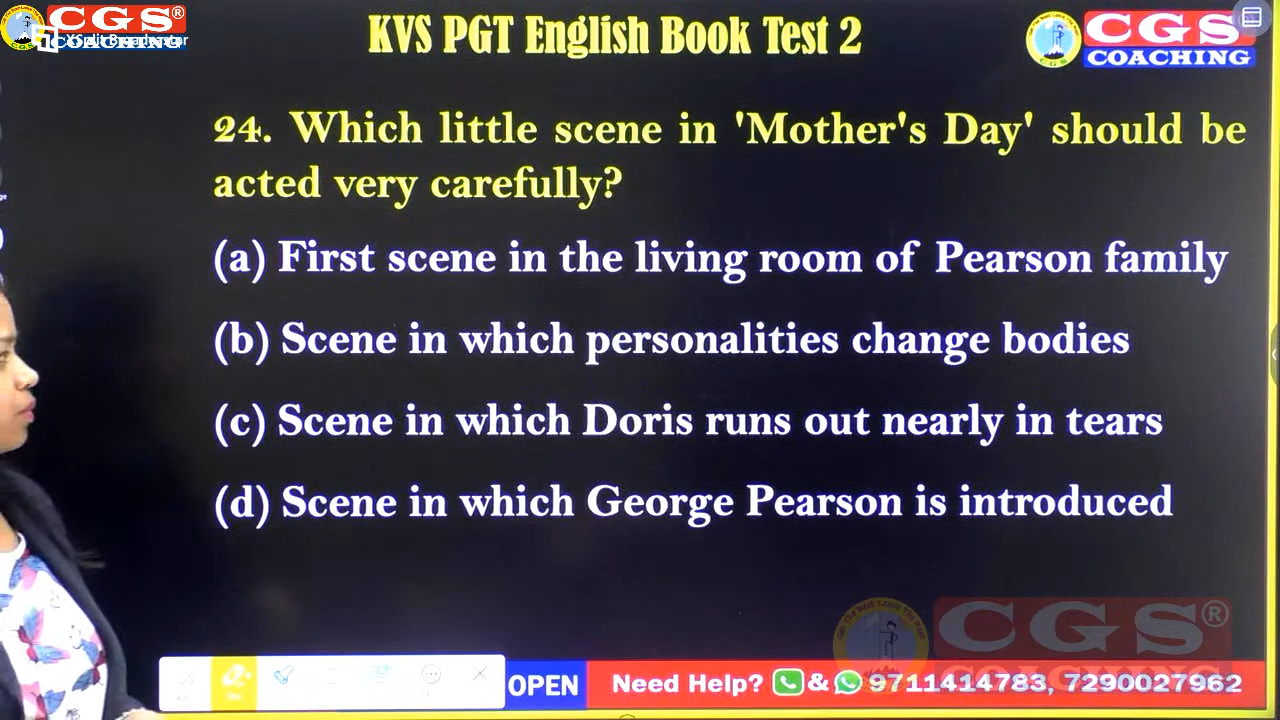 CGS®
COACHING
KVS PGT English Book Test 2
CGS
COACHING
CGS
24. Which little scene in 'Mother's Day' should be
acted very carefully?
(a) First scene in the living room of Pearson family
(b) Scene in which personalities change bodies
(c) Scene in which Doris runs out nearly in tears
(d) Scene in which George Pearson is introduced
CGS®
COACHING
OPEN
Need Help? & 9711414783, 7290027962